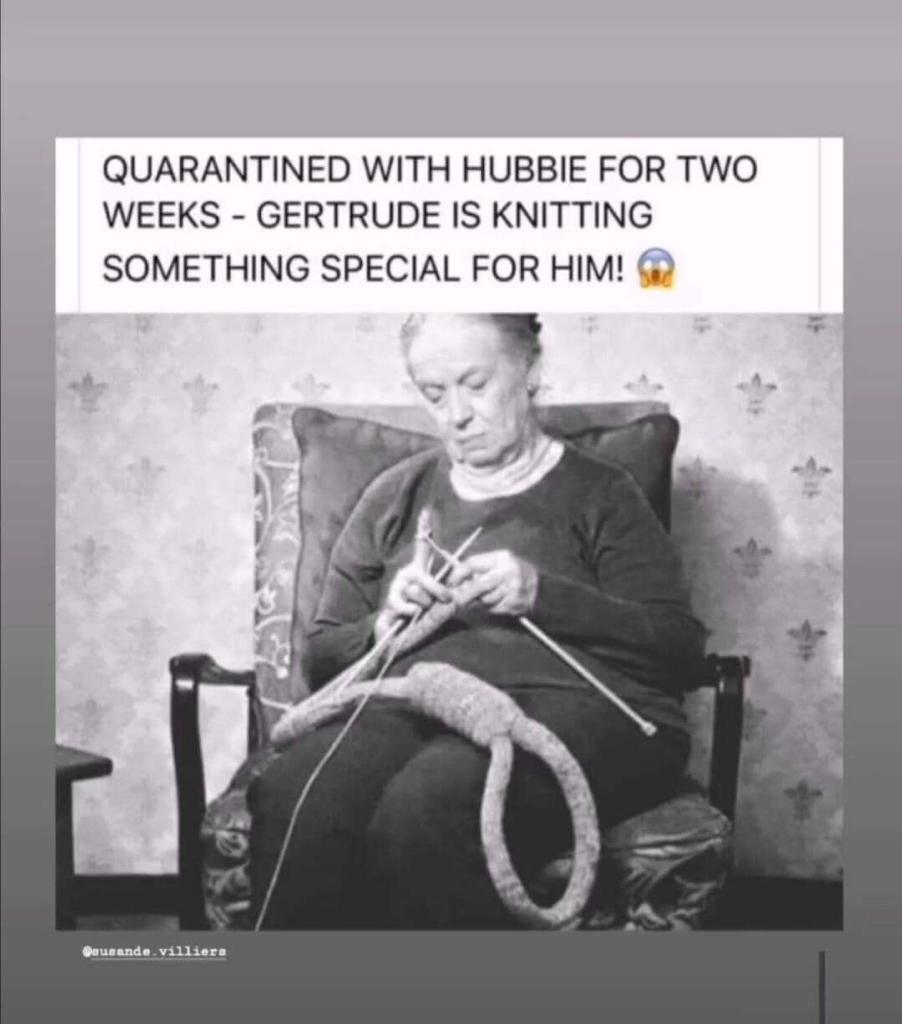 QUARANTINED WITH HUBBIE FOR TWO
WEEKS - GERTRUDE IS KNITTING
SOMETHING SPECIAL FOR HIM! 😱
@susande.villiers